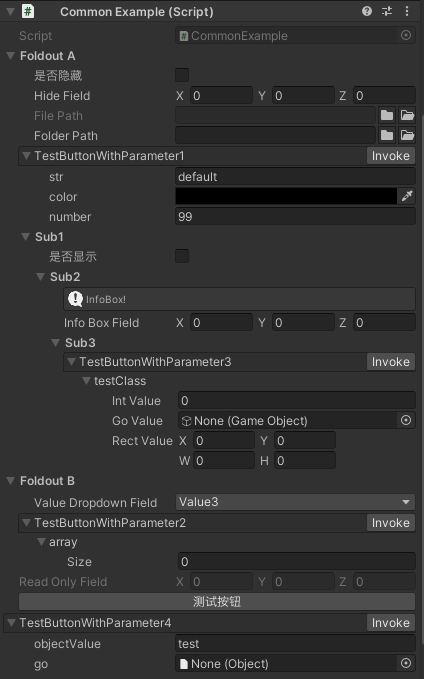 Common Example (Script)
Script CommonExample
Foldout A
是否隐藏
Hide Field X 0 Y 0 Z 0
File Path
Folder Path
TestButtonWithParameter1 Invoke
str default
color
number 99
Sub1
是否显示
Sub2
InfoBox!
Info Box Field X 0 Y 0 Z 0
Sub3
TestButtonWithParameter3 Invoke
testClass
Int Value 0
Go Value None (Game Object)
Rect Value X 0 Y 0
W 0 H 0
Foldout B
Value Dropdown Field Value3
TestButtonWithParameter2 Invoke
array
Size 0
Read Only Field X 0 Y 0 Z 0
测试按钮
TestButtonWithParameter4 Invoke
objectValue test
go None (Object)